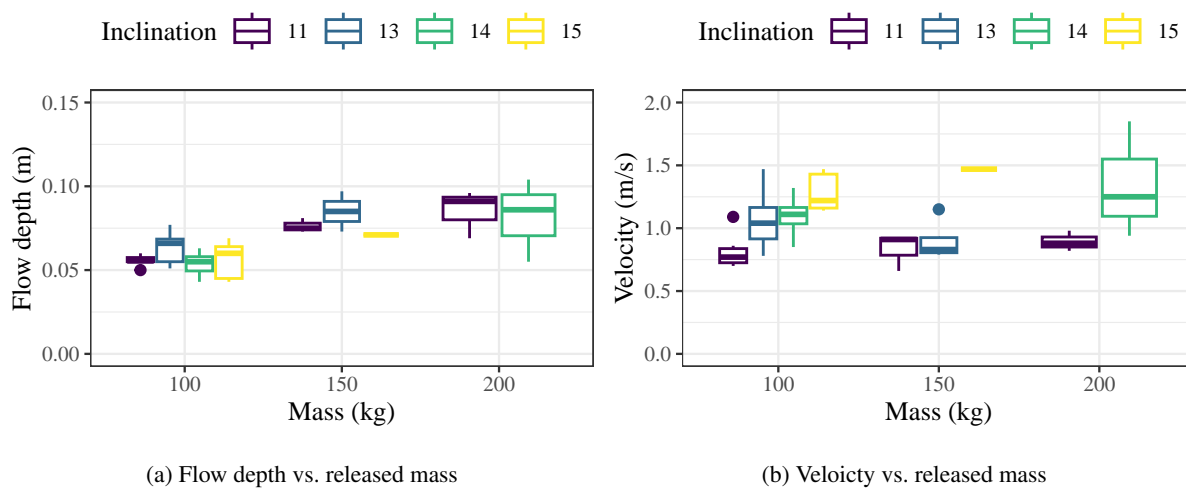 Inclination 11 13 14 15
0.15
0.10
0.05
0.00
Flow depth (m)
100 150 200
Mass (kg)
(a) Flow depth vs. released mass
Inclination 11 13 14 15
2.0
1.5
1.0
0.5
0.0
Velocity (m/s)
100 150 200
Mass (kg)
(b) Veloicty vs. released mass